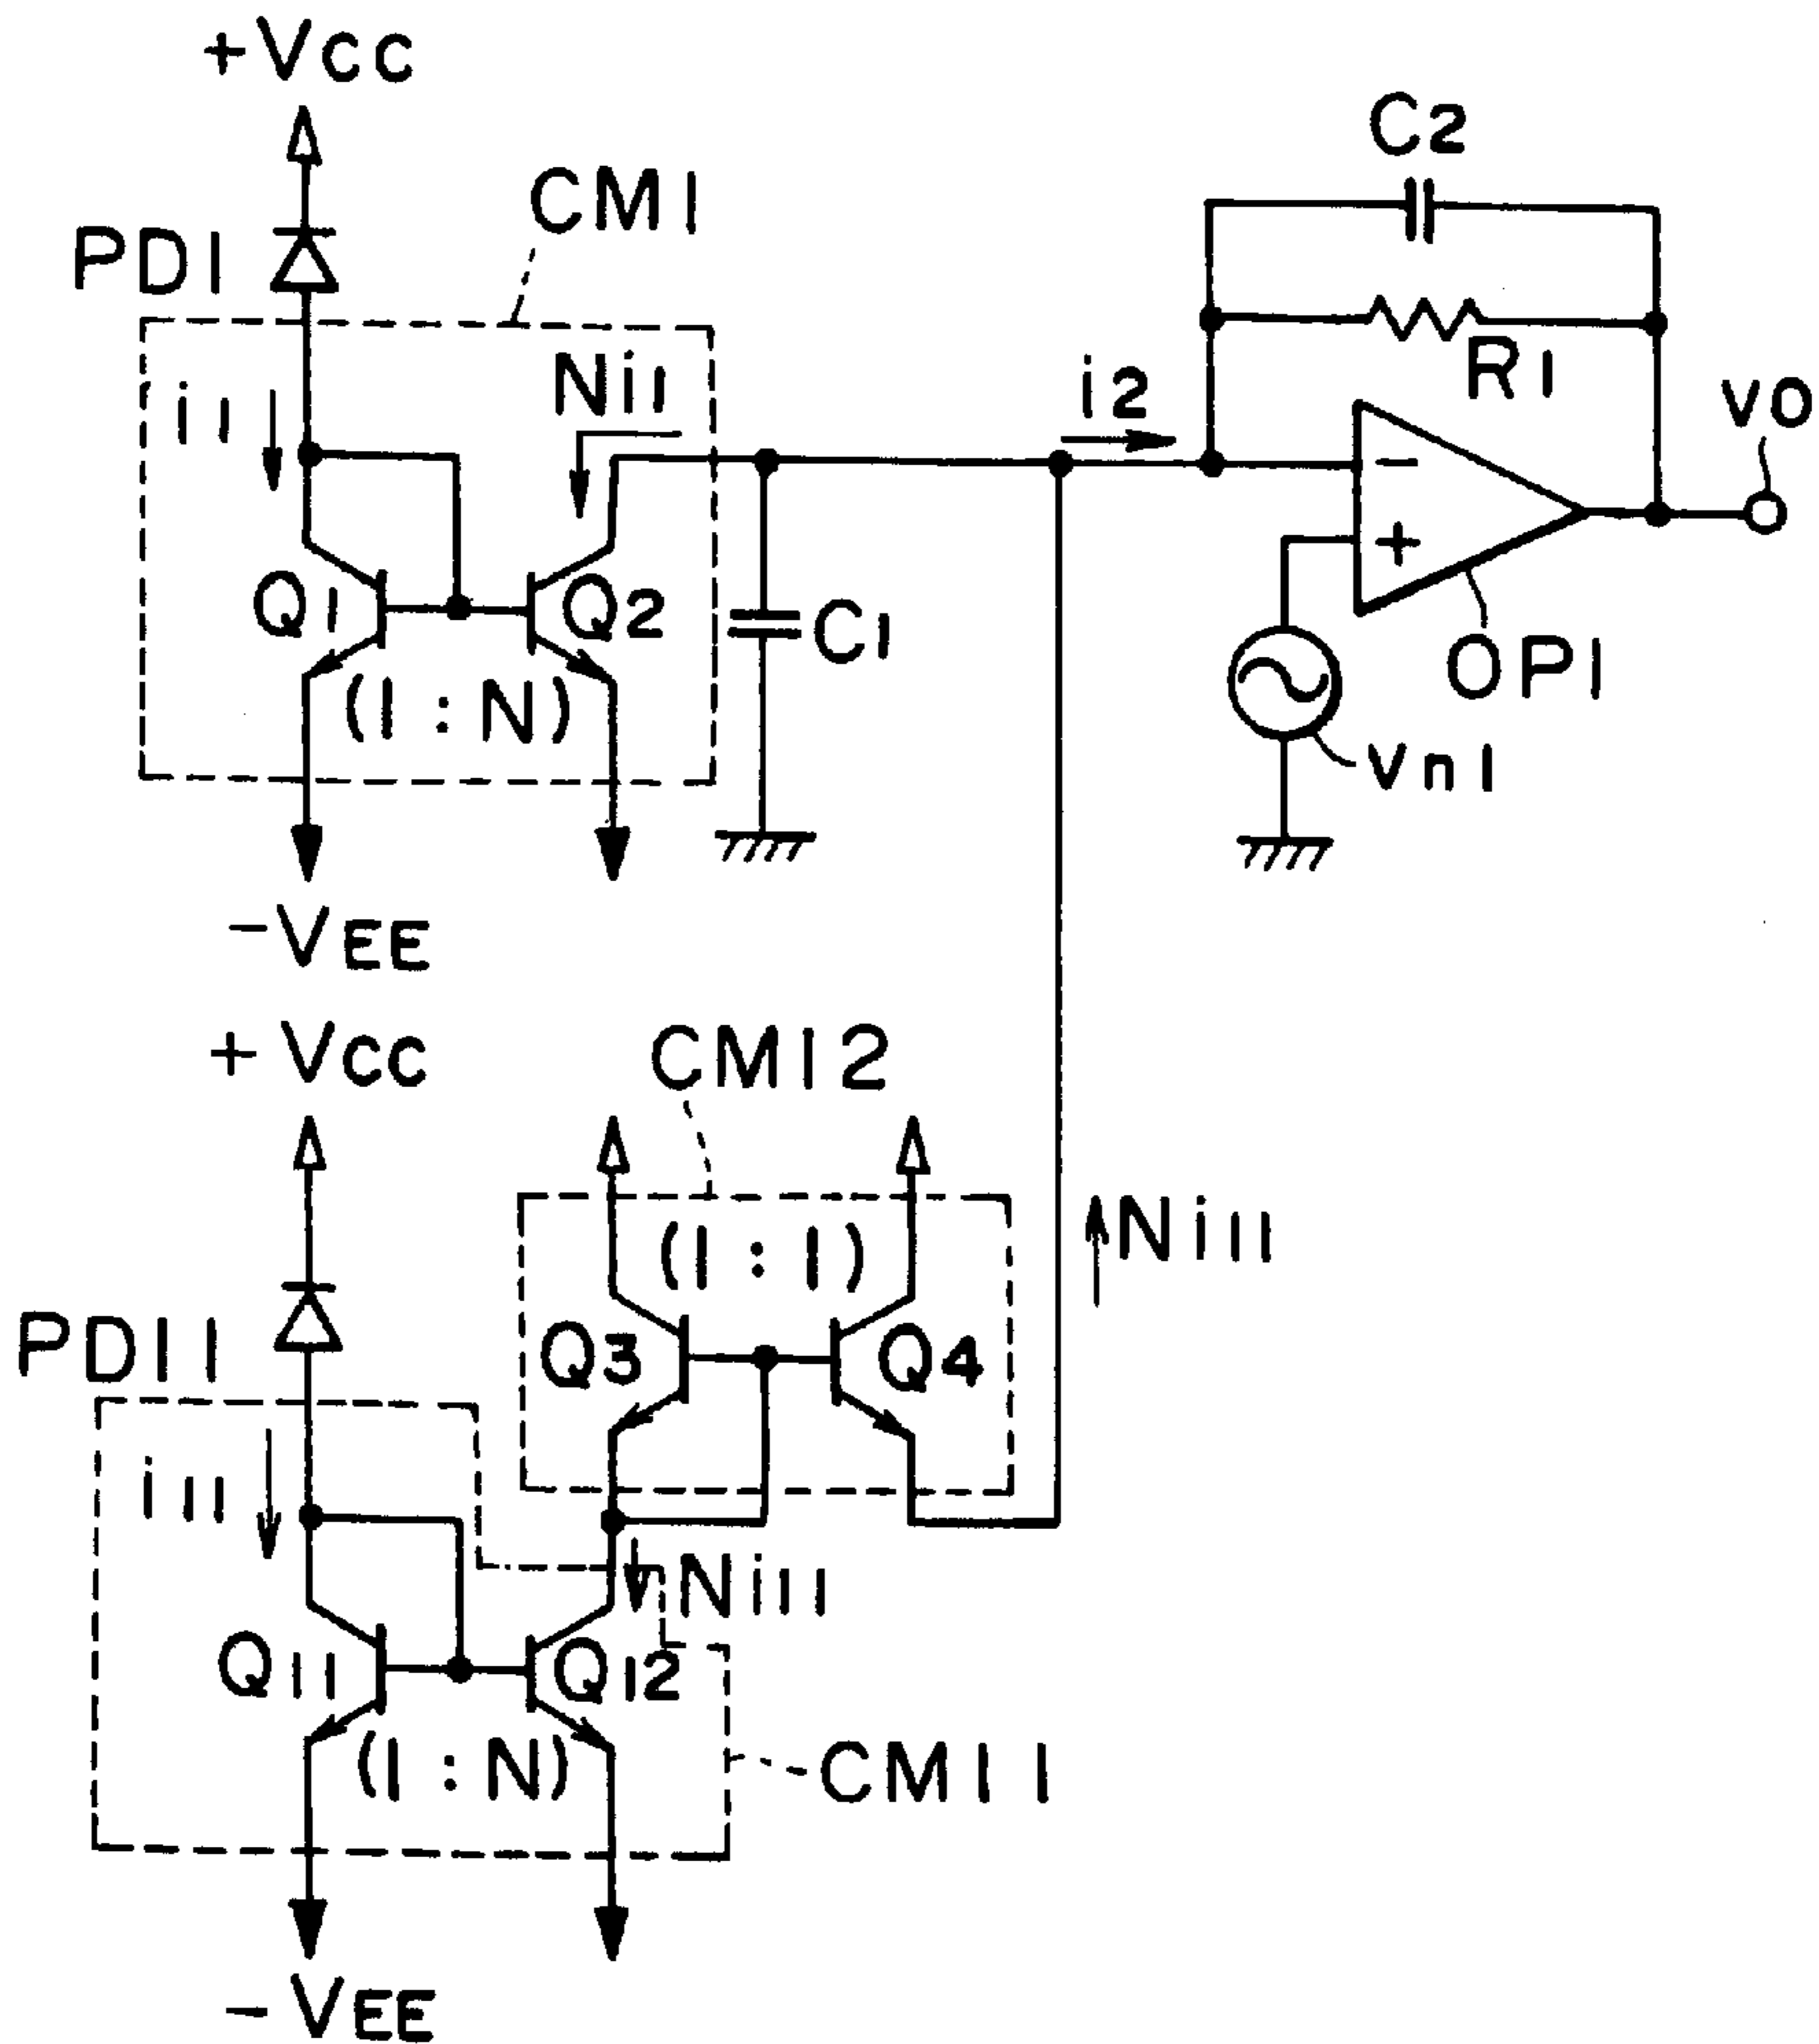 +VCC
C2
CM1
PD1
Ni1
i1
i2
R1
vo
-
+
Q1
Q2
C1
OP1
(1:N)
Vn1
-VEE
+VCC
CM12
(1:1)
Ni11
PD11
Q3
Q4
i11
Ni11
Q11
Q12
(1:N)
CM11
-VEE